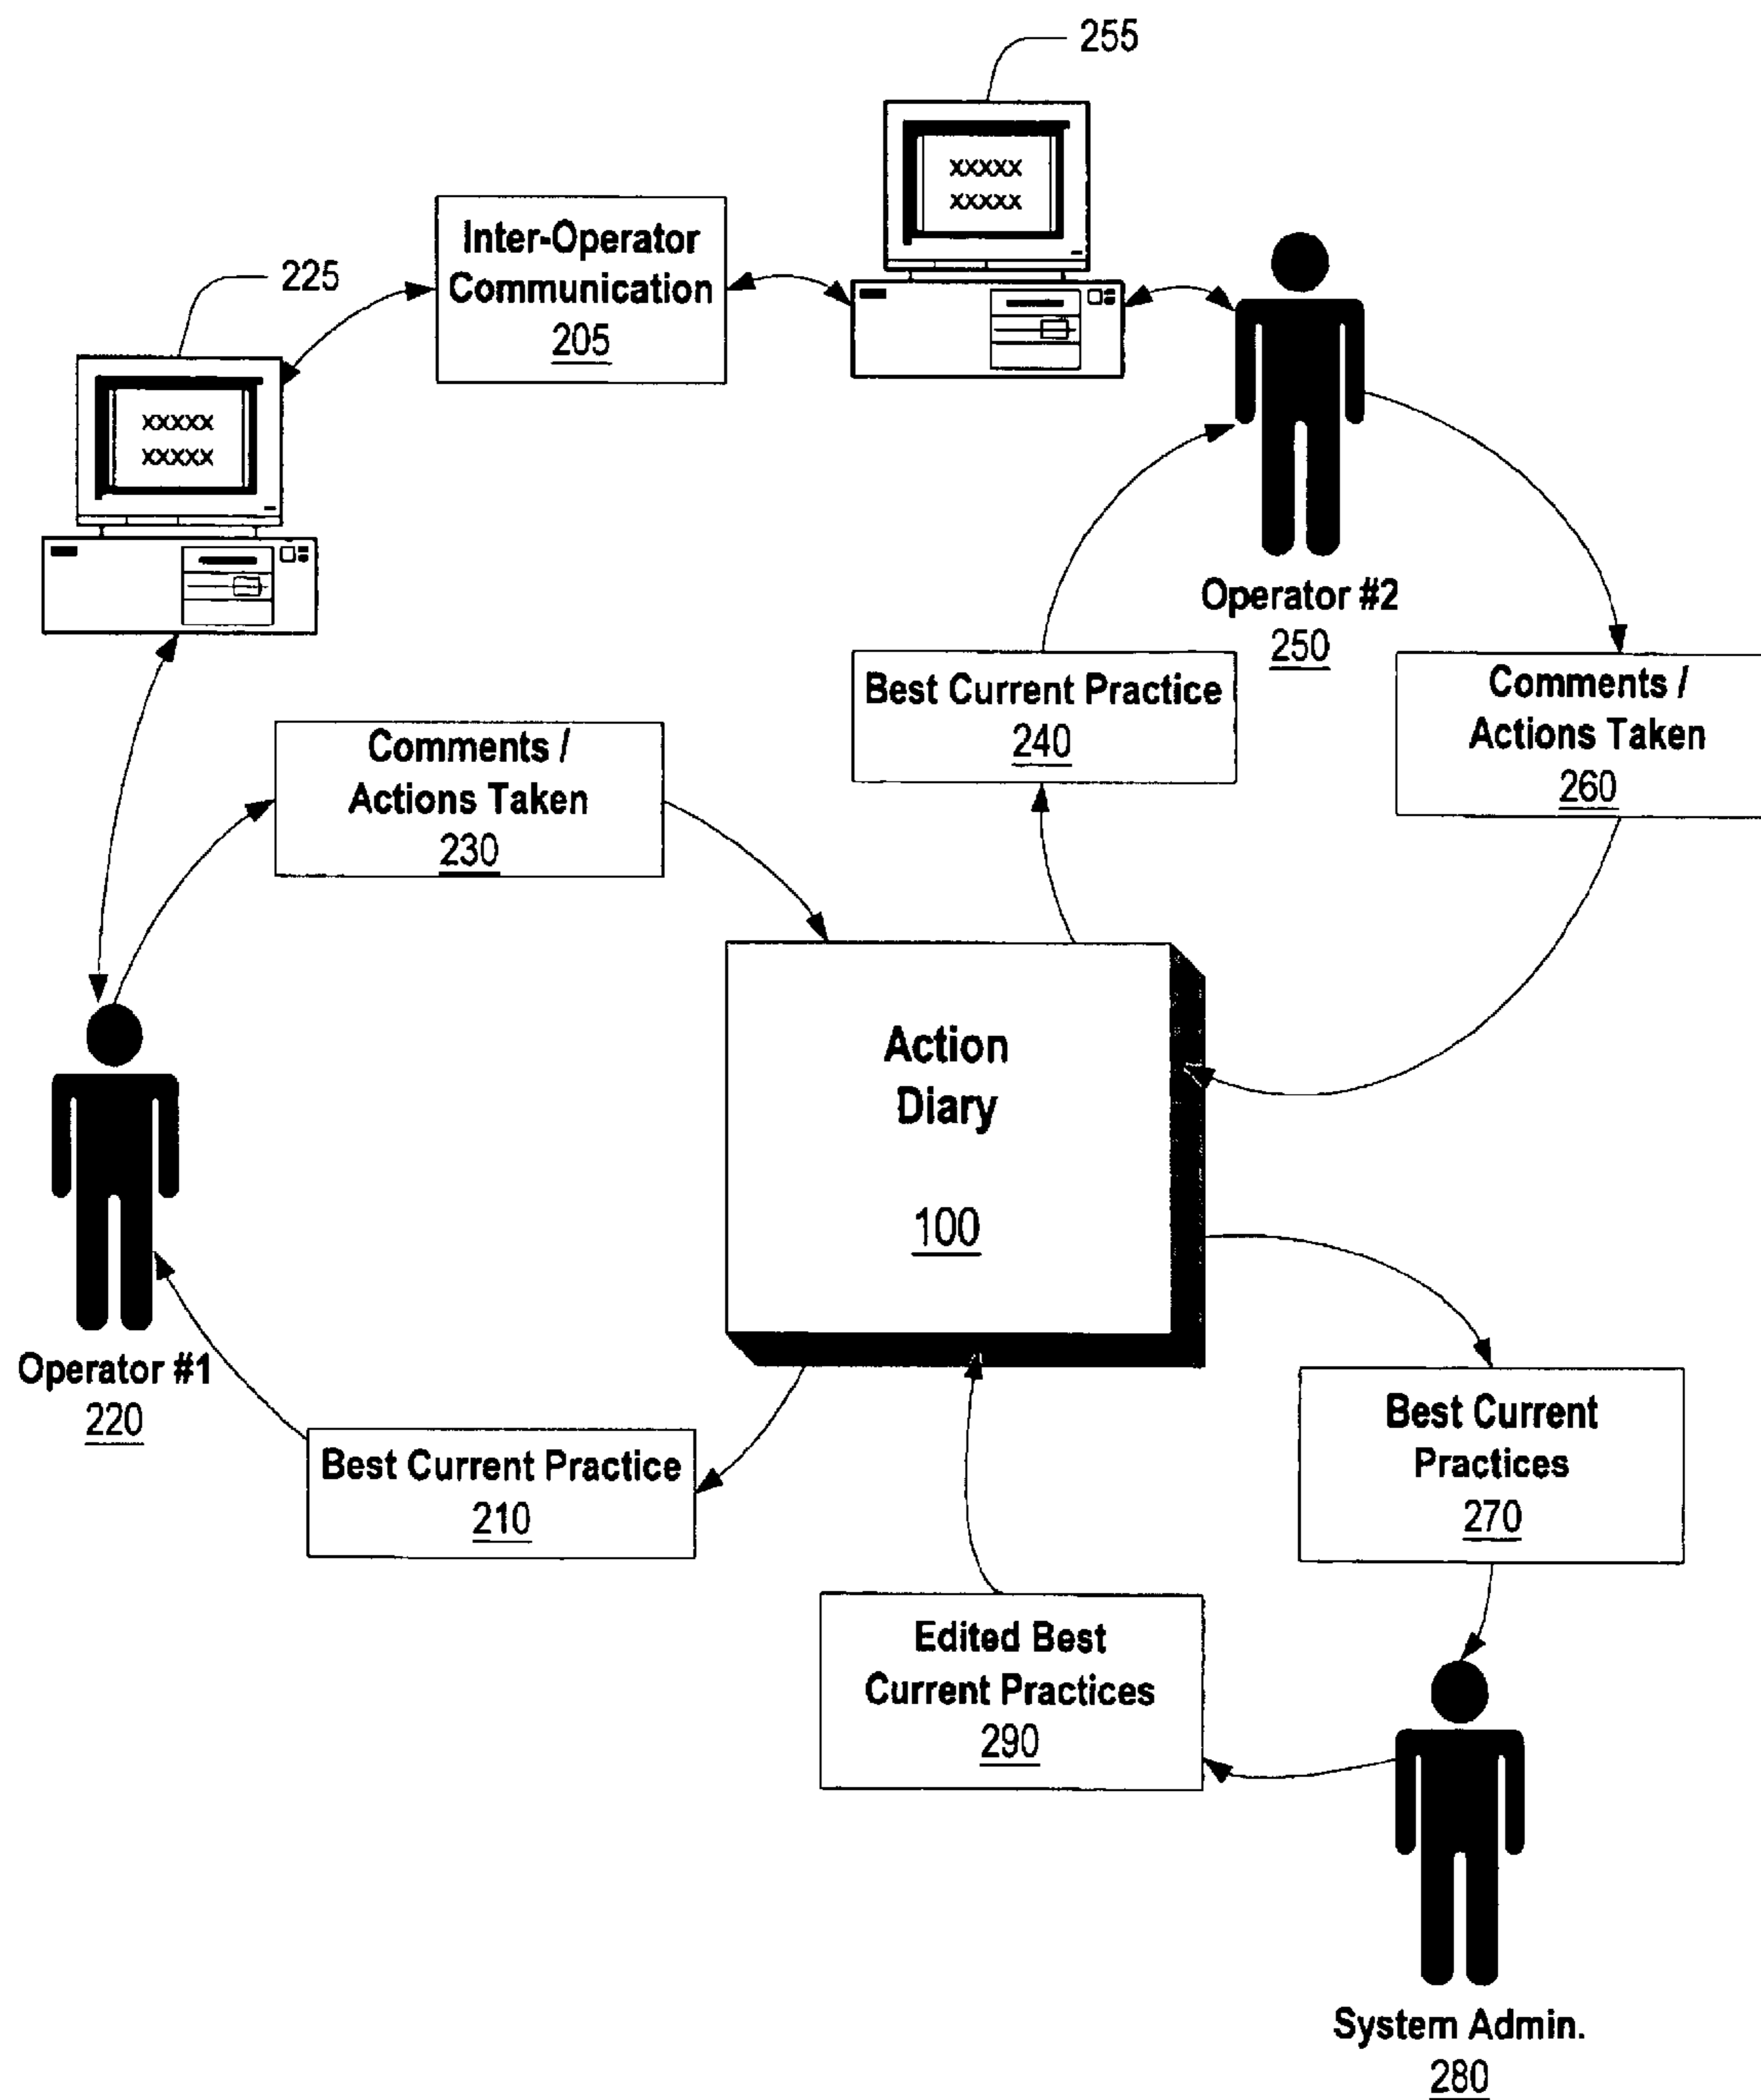 255
XXXXX
XXXXX
Inter-Operator
Communication
205
225
XXXXX
XXXXX
Operator #2
250
Best Current Practice
240
Comments /
Actions Taken
260
Comments /
Actions Taken
230
Action
Diary
100
Operator #1
220
Best Current Practice
210
Best Current
Practices
270
Edited Best
Current Practices
290
System Admin.
280